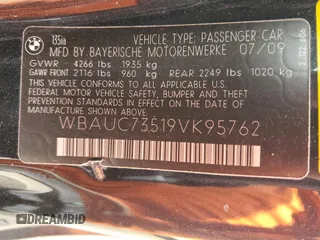 135ia
VEHICLE TYPE: PASSENGER CAR
MFD BY BAYERISCHE MOTORENWERKE 07/09
GVWR 4266 lbs 1935 kg
GAWR FRONT 2116 lbs 960 kg REAR 2249 lbs 1020 kg
THIS VEHICLE CONFORMS TO ALL APPLICABLE
FEDERAL MOTOR VEHICLE SAFETY, BUMPER AND
THEFT PREVENTION STANDARDS IN EFFECT
ON THE DATE OF MANUFACTURE SHOWN ABOVE.
WBAUC73519VK95762
DREAMBID